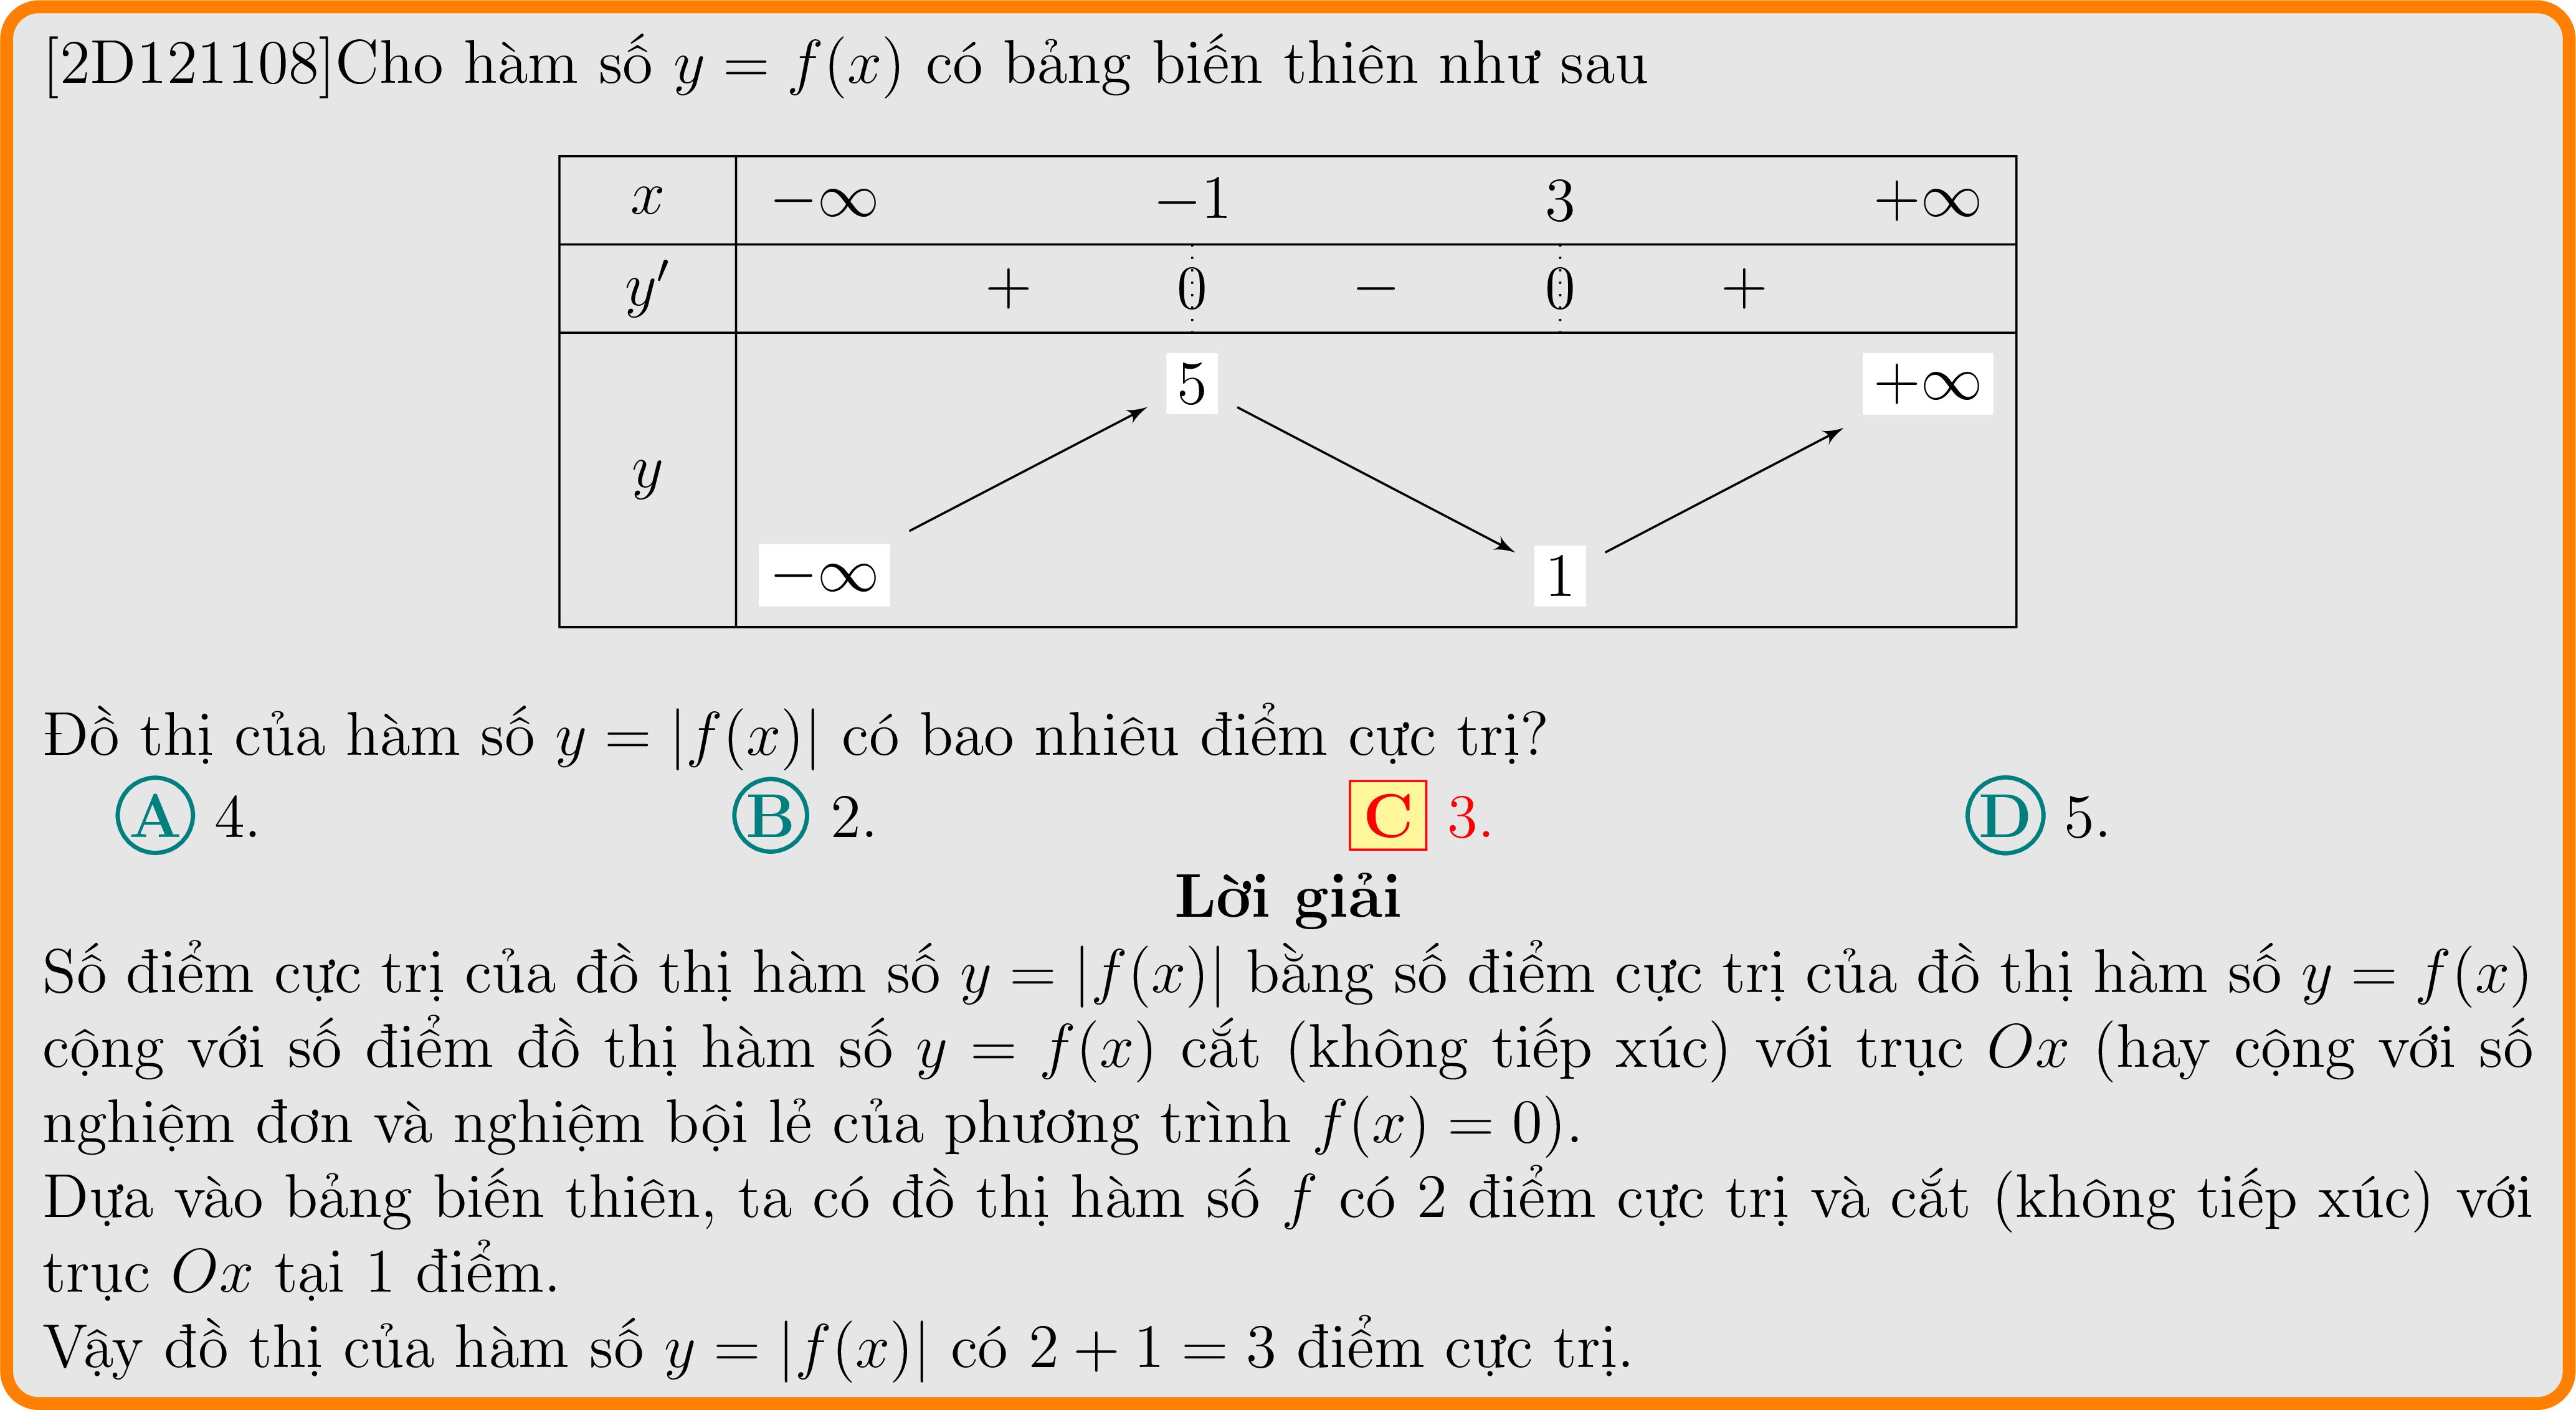 [2D121108]Cho hàm số y = f(x) có bảng biến thiên như sau
x −∞ −1 3 +∞
y′ + 0 − 0 +
y −∞ 5 1 +∞
Đồ thị của hàm số y = |f(x)| có bao nhiêu điểm cực trị?
A 4. B 2. C 3. D 5.
Lời giải
Số điểm cực trị của đồ thị hàm số y = |f(x)| bằng số điểm cực trị của đồ thị hàm số y = f(x)
cộng với số điểm đồ thị hàm số y = f(x) cắt (không tiếp xúc) với trục Ox (hay cộng với số
nghiệm đơn và nghiệm bội lẻ của phương trình f(x) = 0).
Dựa vào bảng biến thiên, ta có đồ thị hàm số f có 2 điểm cực trị và cắt (không tiếp xúc) với
trục Ox tại 1 điểm.
Vậy đồ thị của hàm số y = |f(x)| có 2 + 1 = 3 điểm cực trị.